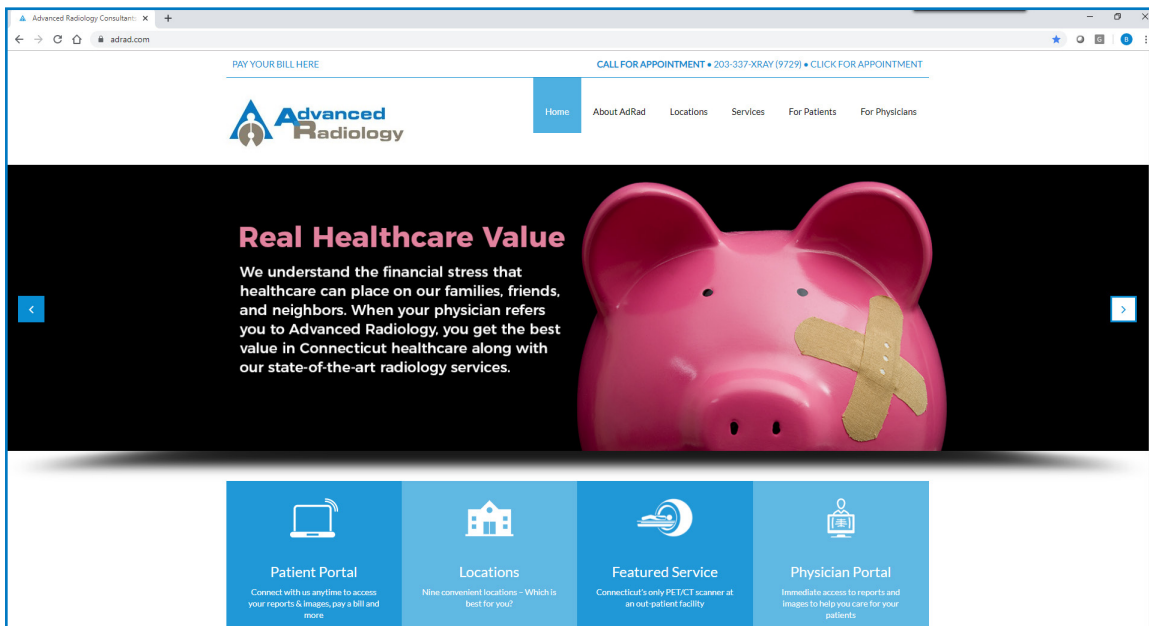 Advanced Radiology Consultants
adrad.com
G
B
PAY YOUR BILL HERE
CALL FOR APPOINTMENT • 203-337-XRAY (9729) • CLICK FOR APPOINTMENT
Advanced
Radiology
Home About AdRad Locations Services For Patients For Physicians
Real Healthcare Value
We understand the financial stress that
healthcare can place on our families, friends,
and neighbors. When your physician refers
you to Advanced Radiology, you get the best
value in Connecticut healthcare along with
our state-of-the-art radiology services.
Patient Portal
Connect with us anytime to access
your reports & images, pay a bill and
more
Locations
Nine convenient locations – Which is
best for you?
Featured Service
Connecticut's only PET/CT scanner at
an out-patient facility
Physician Portal
Immediate access to reports and
images to help you care for your
patients